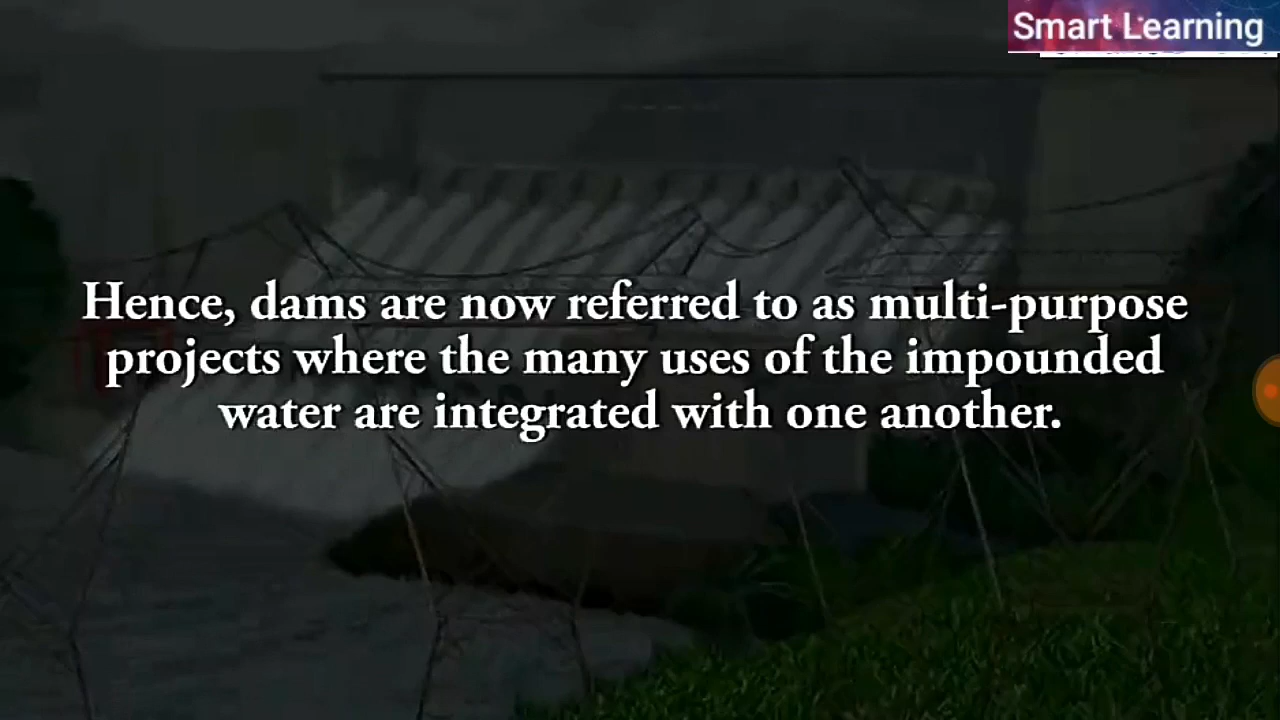 Smart Learning
Hence, dams are now referred to as multi-purpose
projects where the many uses of the impounded
water are integrated with one another.